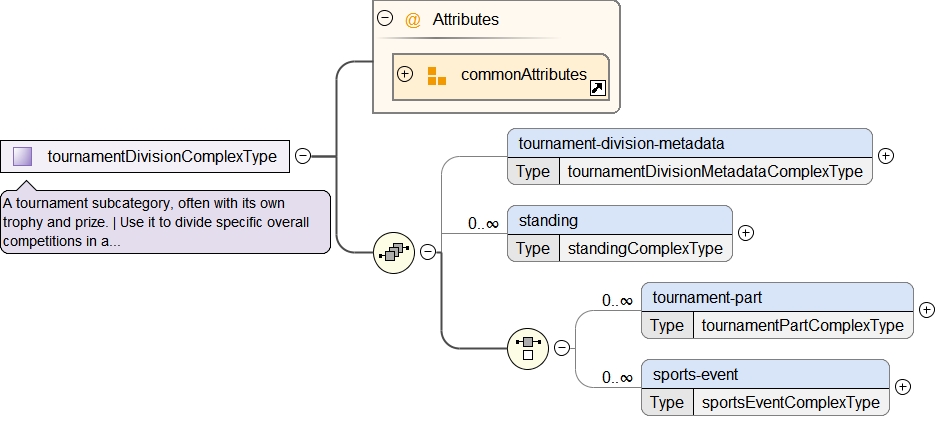 @ Attributes
commonAttributes
tournamentDivisionComplexType
A tournament subcategory, often with its own
trophy and prize. | Use it to divide specific overall
competitions in a...
tournament-division-metadata
Type tournamentDivisionMetadataComplexType
0..∞
standing
Type standingComplexType
0..∞
tournament-part
Type tournamentPartComplexType
0..∞
sports-event
Type sportsEventComplexType